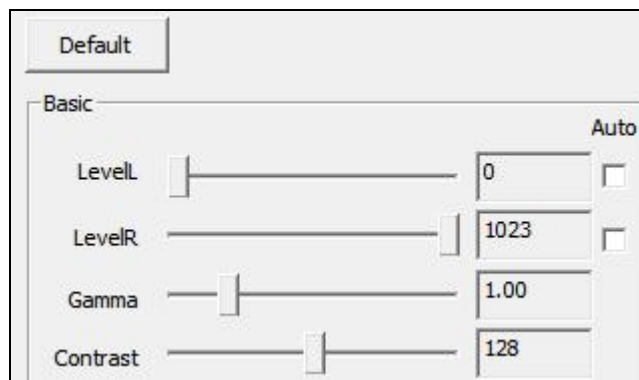 Default
Basic
Auto
LevelL 0
LevelR 1023
Gamma 1.00
Contrast 128